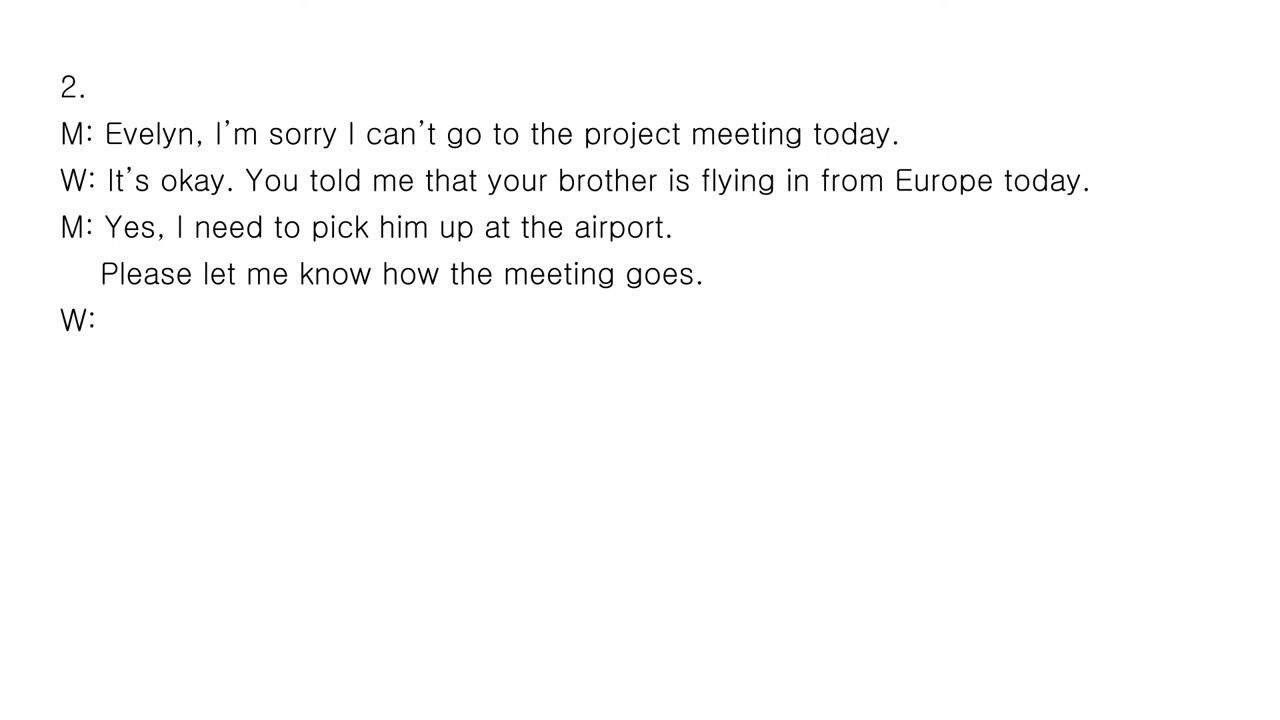 2.
M: Evelyn, I’m sorry I can’t go to the project meeting today.
W: It’s okay. You told me that your brother is flying in from Europe today.
M: Yes, I need to pick him up at the airport.
Please let me know how the meeting goes.
W: